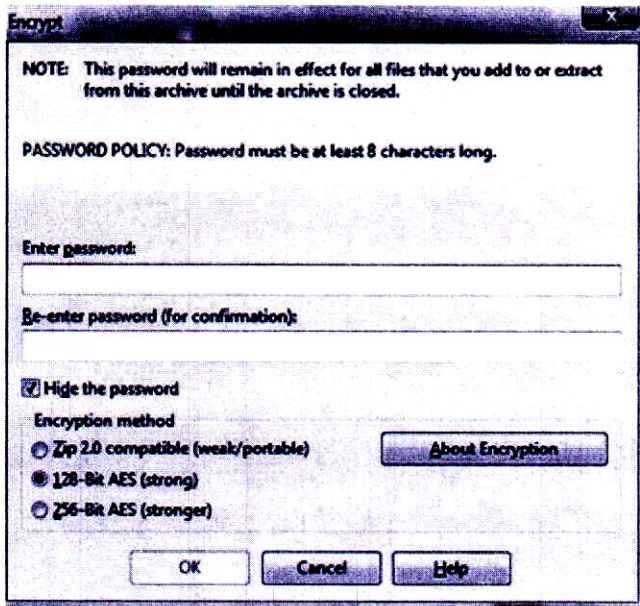 Encrypt
X
NOTE: This password will remain in effect for all files that you add to or extract
from this archive until the archive is closed.
PASSWORD POLICY: Password must be at least 8 characters long.
Enter password:
Re-enter password (for confirmation):
Hide the password
Encryption method
Zip 2.0 compatible (weak/portable)
About Encryption
128-Bit AES (strong)
256-Bit AES (stronger)
OK Cancel Help